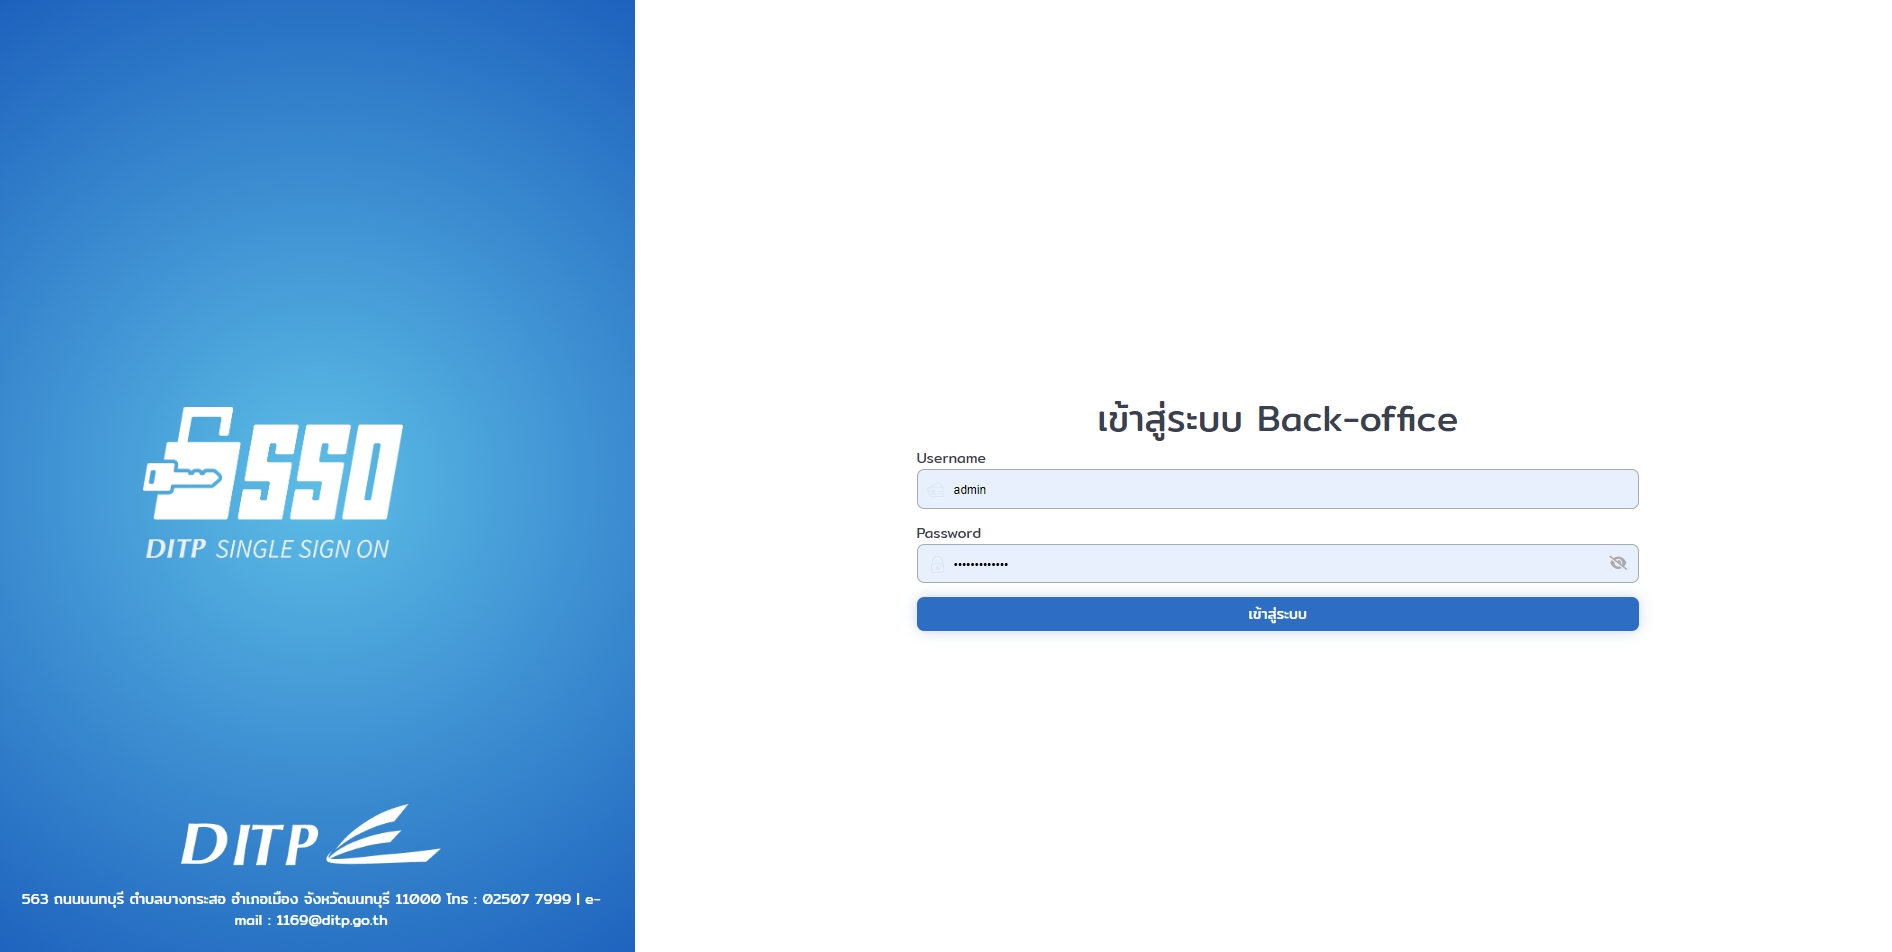 SSO
DITP SINGLE SIGN ON
DITP
563 ถนนนนทบุรี ตำบลบางกระสอ อำเภอเมือง จังหวัดนนทบุรี 11000 โทร : 02507 7999 | e-
mail : 1169@ditp.go.th
เข้าสู่ระบบ Back-office
Username
admin
Password
•••••••••••••
เข้าสู่ระบบ